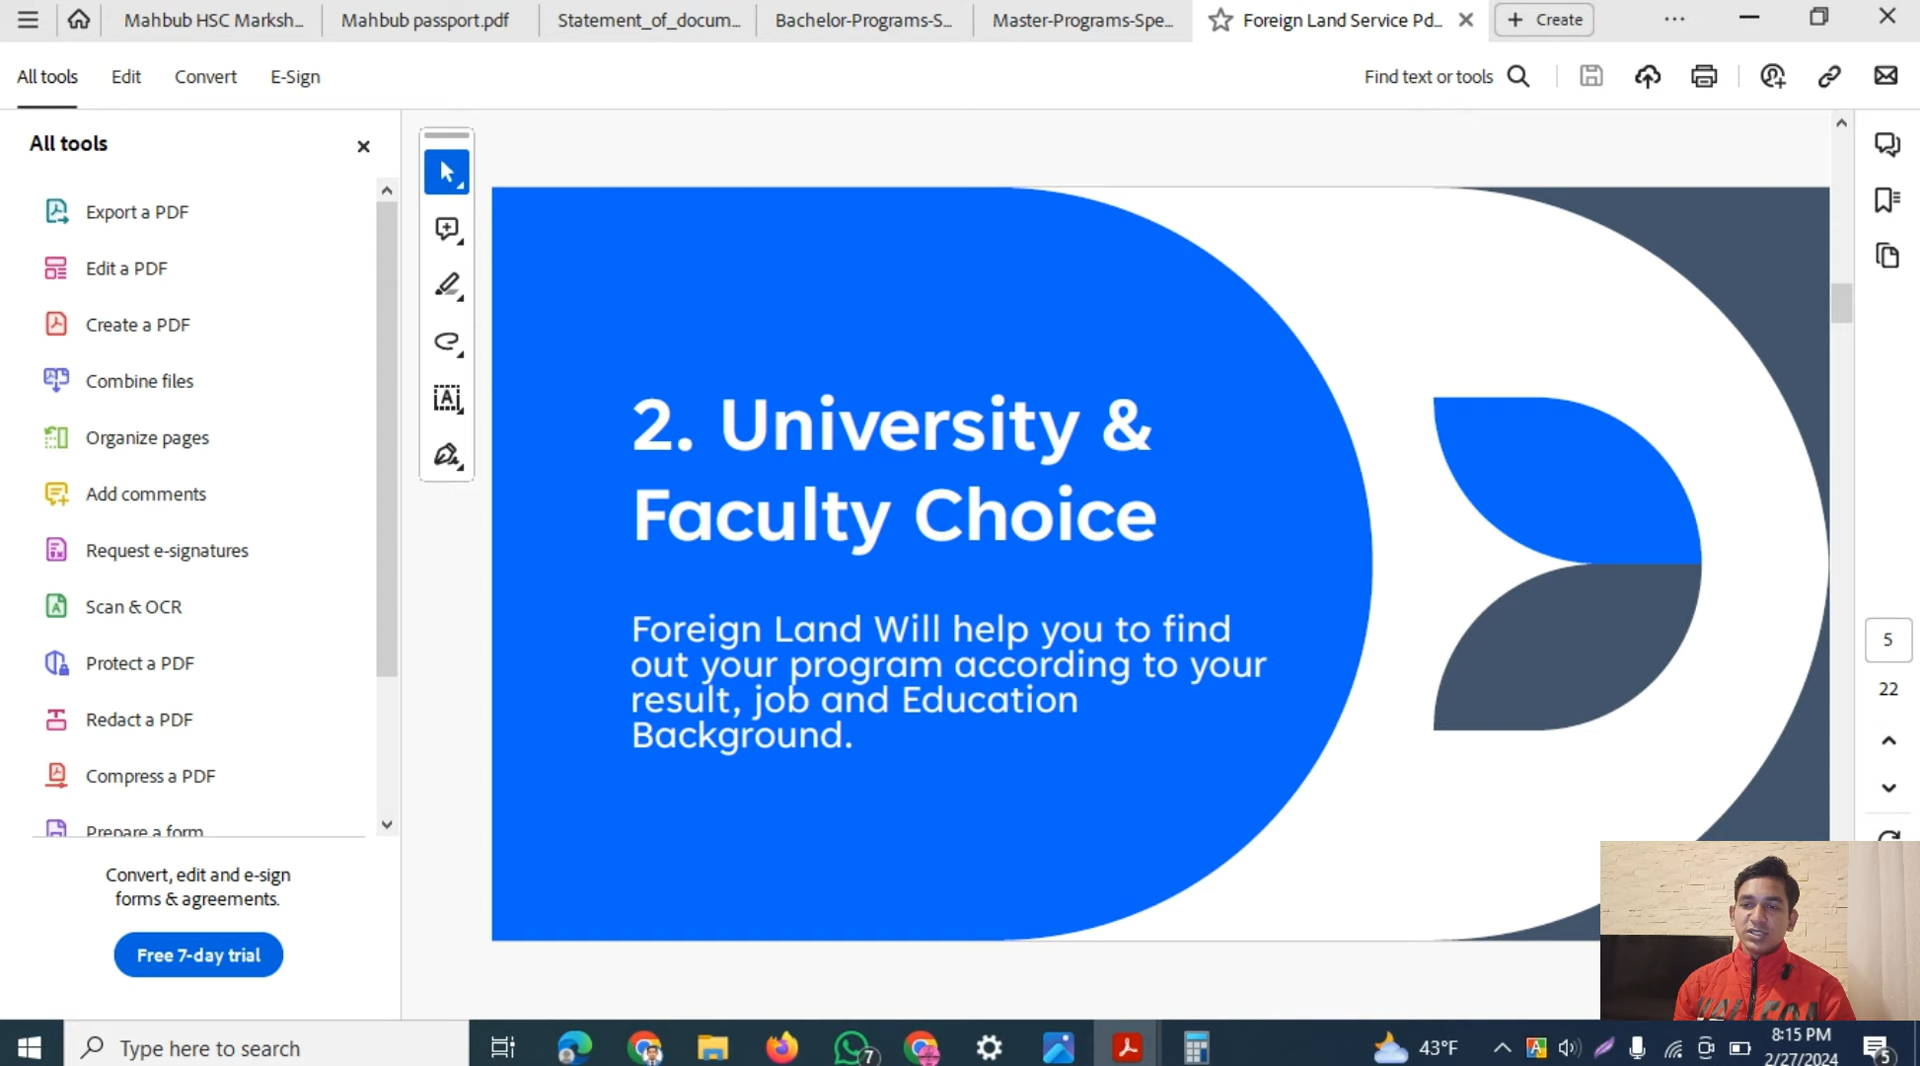 Mahbub HSC Marksh...
Mahbub passport.pdf
Statement_of_docum...
Bachelor-Programs-S...
Master-Programs-Spe...
Foreign Land Service Pd...
Create
All tools
Edit
Convert
E-Sign
Find text or tools
All tools
Export a PDF
Edit a PDF
Create a PDF
Combine files
Organize pages
Add comments
Request e-signatures
Scan & OCR
Protect a PDF
Redact a PDF
Compress a PDF
Prepare a form
Convert, edit and e-sign
forms & agreements.
Free 7-day trial
2. University &
Faculty Choice
Foreign Land Will help you to find
out your program according to your
result, job and Education
Background.
5
22
Type here to search
7
43°F
8:15 PM
2/27/2024
5